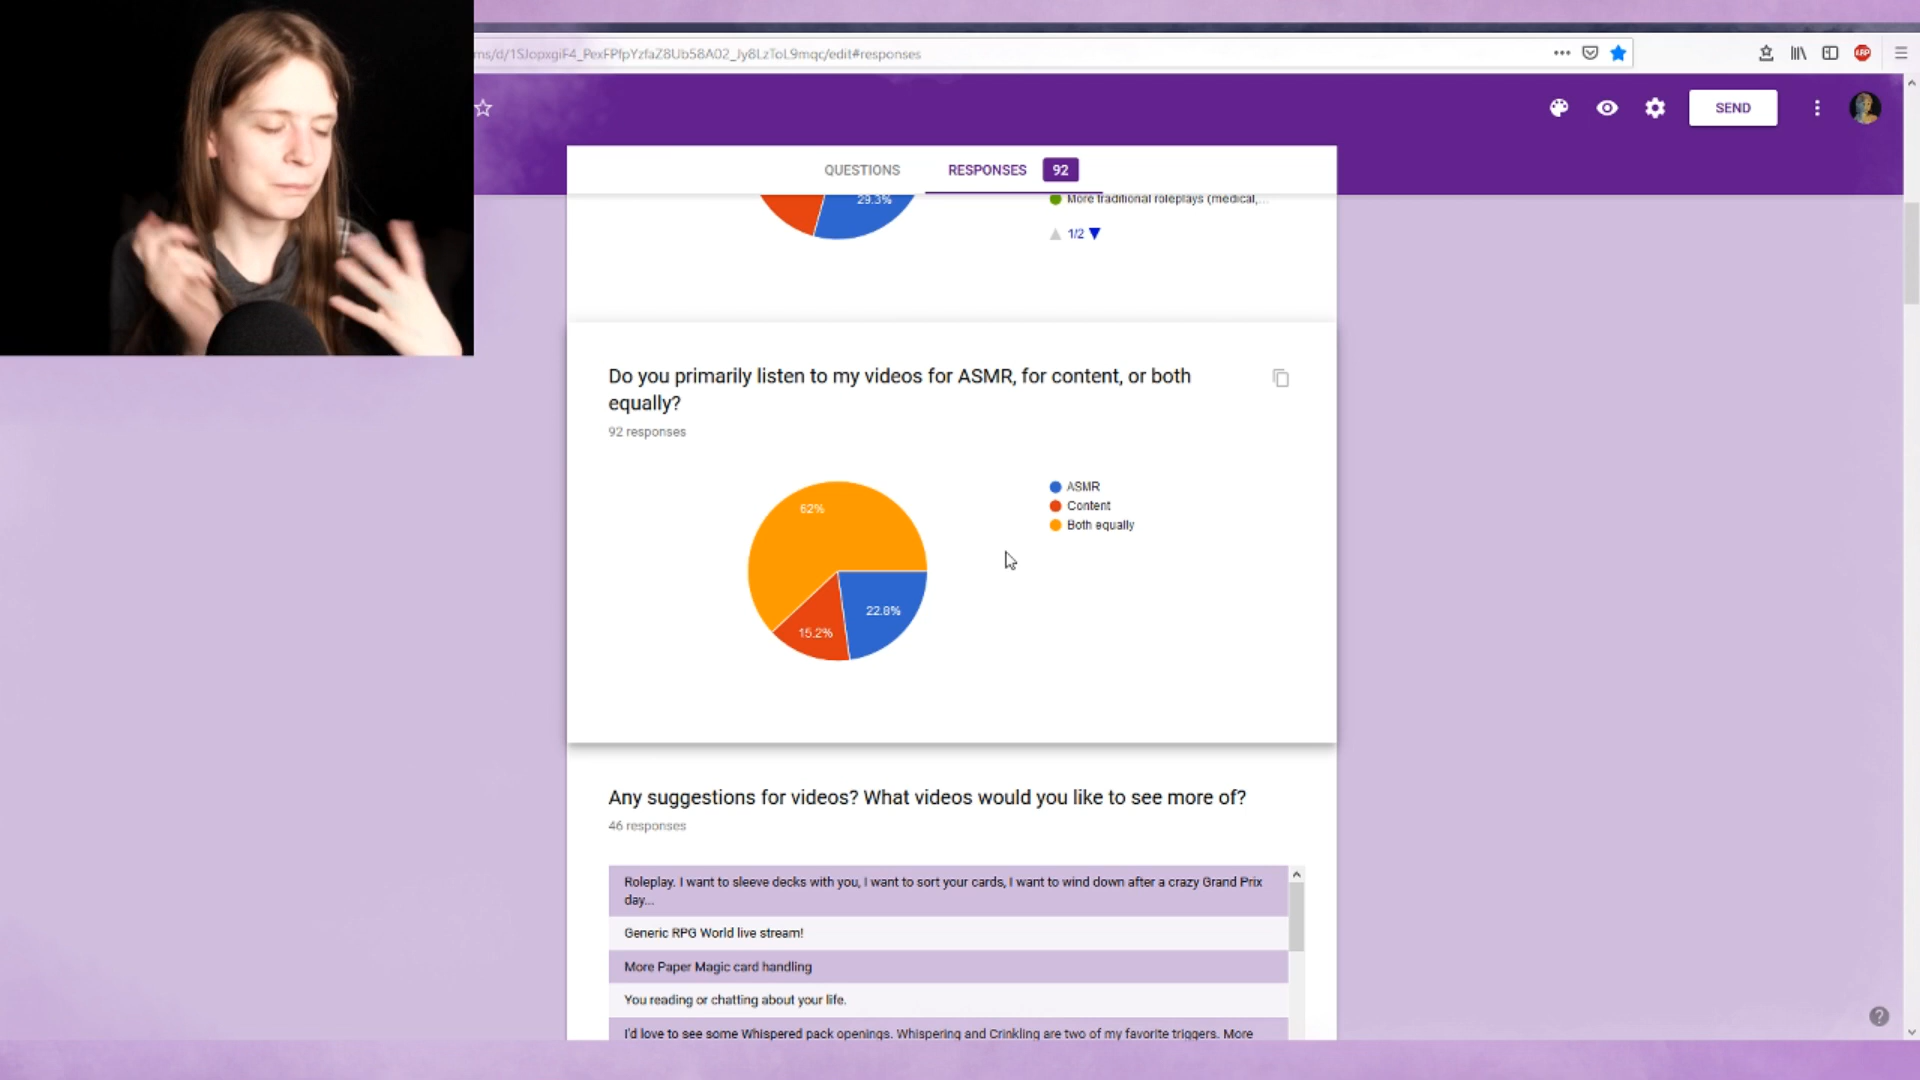 ms/d/1SJopxgiF4_PexFPfpYzfaZ8Ub58A02_Jy8LzToL9mqc/edit#responses
SEND
QUESTIONS RESPONSES 92
29.3%
More traditional roleplays (medical,...
1/2
Do you primarily listen to my videos for ASMR, for content, or both
equally?
92 responses
62%
22.8%
15.2%
ASMR
Content
Both equally
Any suggestions for videos? What videos would you like to see more of?
46 responses
Roleplay. I want to sleeve decks with you, I want to sort your cards, I want to wind down after a crazy Grand Prix
day...
Generic RPG World live stream!
More Paper Magic card handling
You reading or chatting about your life.
I'd love to see some Whispered pack openings. Whispering and Crinkling are two of my favorite triggers. More